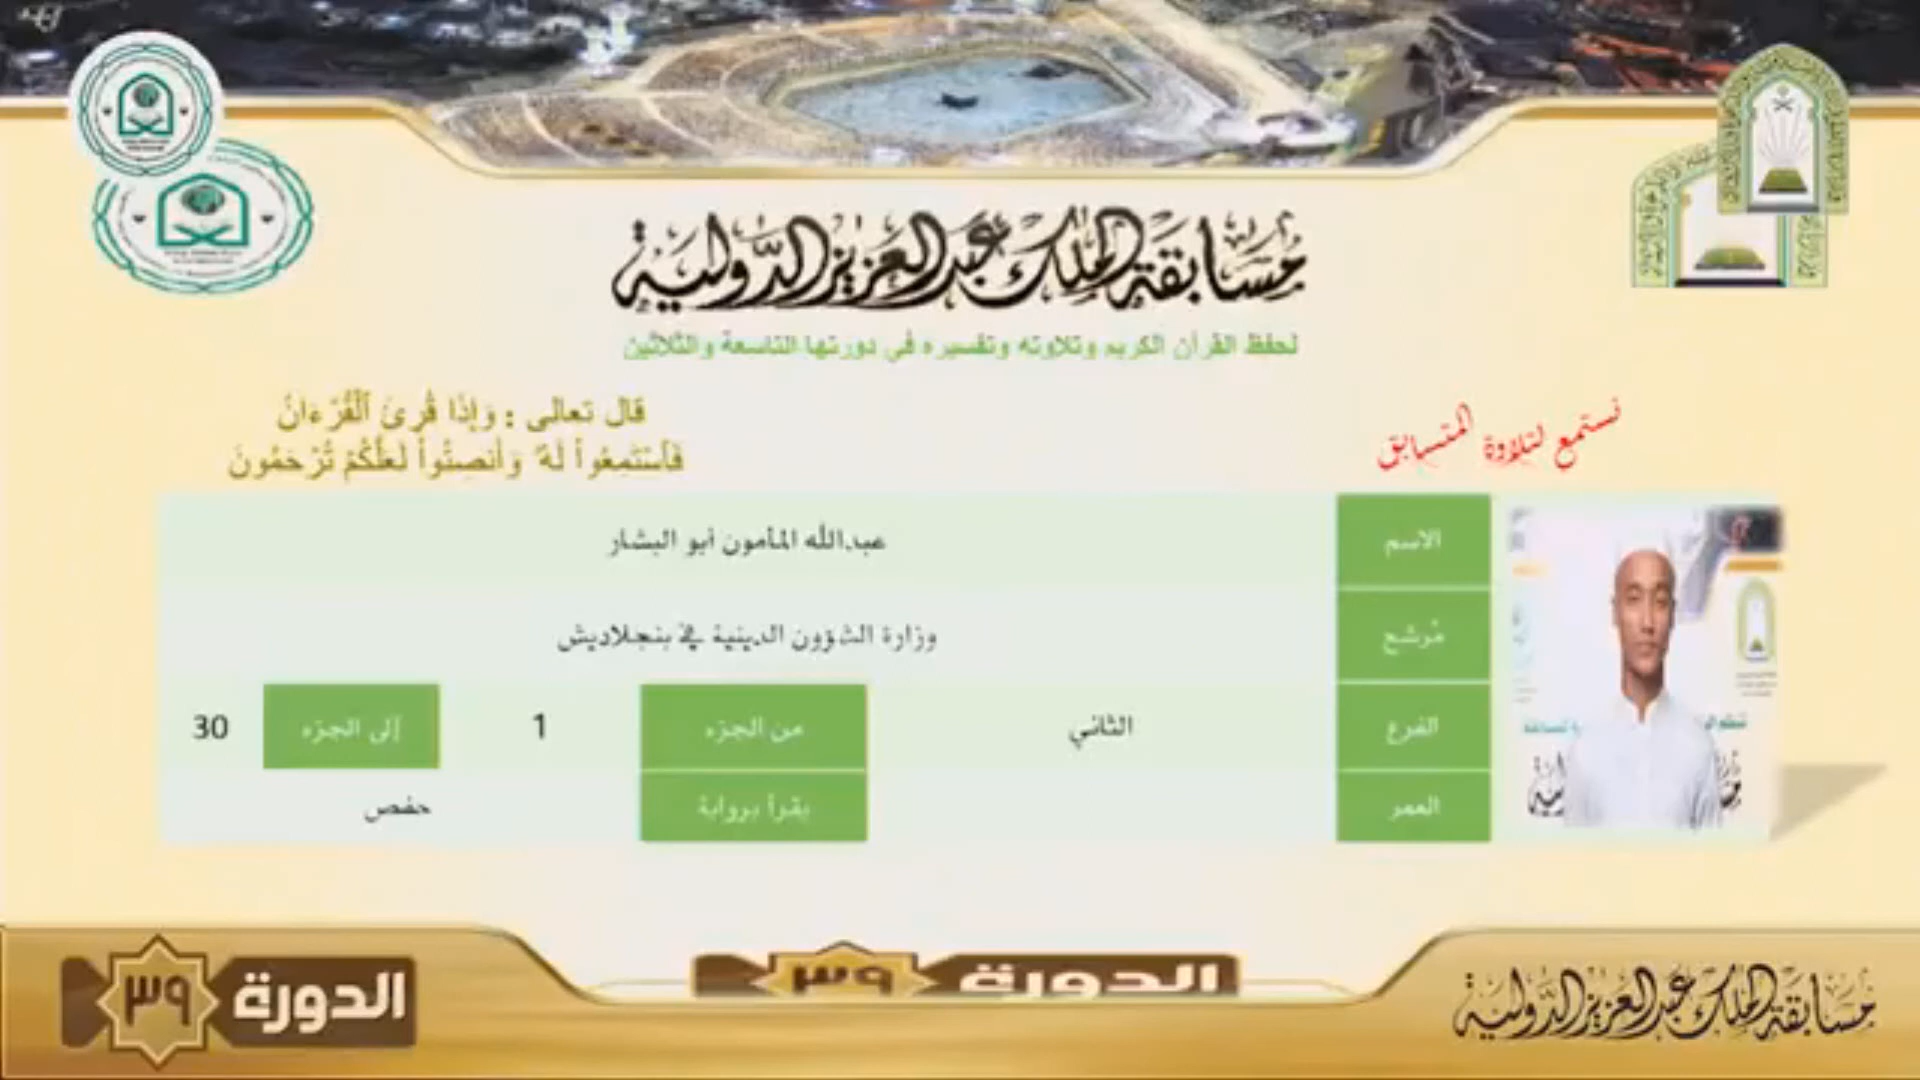 مسابقة الملك عبدالعزيز الدولية
لحفظ القرآن الكريم وتلاوته وتفسيره في دورتها التاسعة والثلاثين
نستمع لتلاوة المتسابق
قال تعالى : وَإِذَا قُرِئَ ٱلْقُرْءَانُ
فَٱسْتَمِعُوا۟ لَهُۥ وَأَنصِتُوا۟ لَعَلَّكُمْ تُرْحَمُونَ
الاسم عبدالله المأمون أبو البشار
مُرشح وزارة الشؤون الدينية في بنجلاديش
الفرع الثاني من الجزء 1 إلى الجزء 30
العمر يقرأ برواية حفص
الدورة ٣٩
الدورة ٣٩
مسابقة الملك عبدالعزيز الدولية